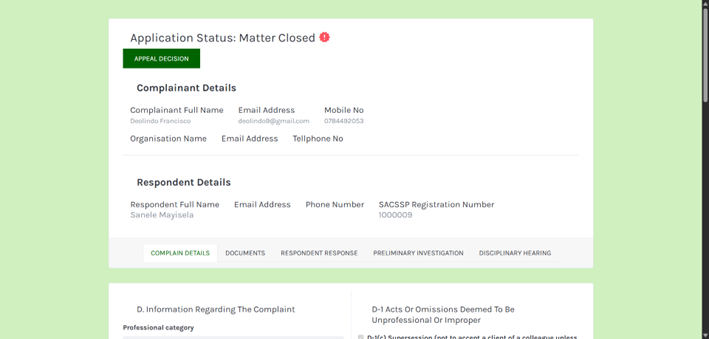 Application Status: Matter Closed
APPEAL DECISION
Complainant Details
Complainant Full Name Email Address Mobile No
Deolindo Francisco deolindo9@gmail.com 0784492053
Organisation Name Email Address Tellphone No
Respondent Details
Respondent Full Name Email Address Phone Number SACSSP Registration Number
Sanele Mayisela 1000009
COMPLAIN DETAILS DOCUMENTS RESPONDENT RESPONSE PRELIMINARY INVESTIGATION DISCIPLINARY HEARING
D. Information Regarding The Complaint
Professional category
D-1 Acts Or Omissions Deemed To Be
Unprofessional Or Improper
D-1(c) Supersession (not to accept a client of a colleague unless